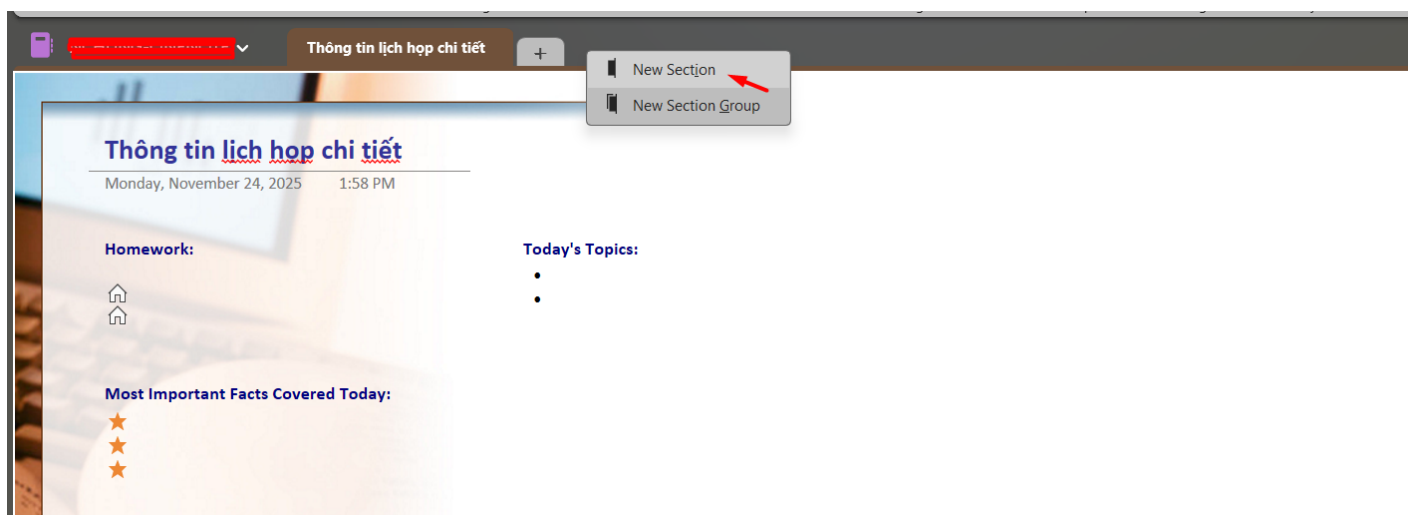 Thông tin lịch họp chi tiết
+
New Section
New Section Group
Thông tin lịch họp chi tiết
Monday, November 24, 2025 1:58 PM
Homework:
Today's Topics:
Most Important Facts Covered Today: